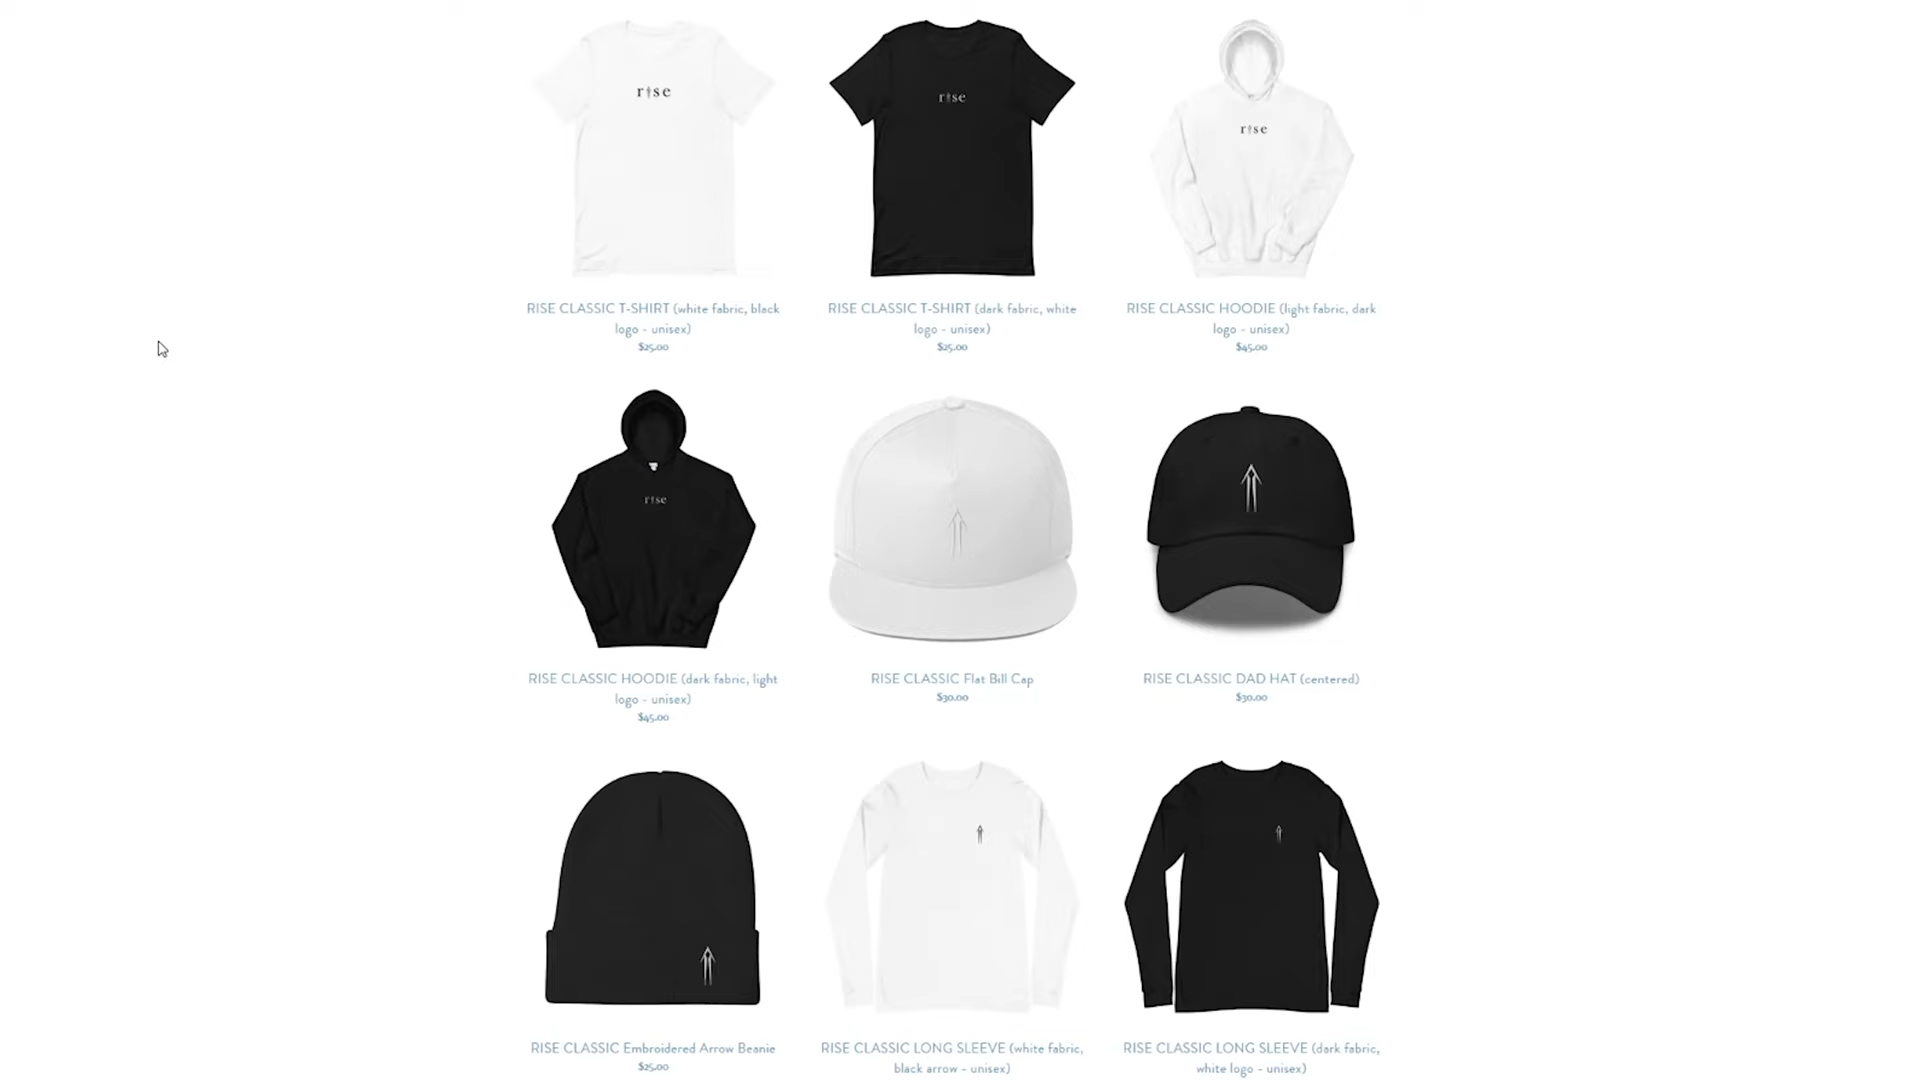 rise
rise
rise
RISE CLASSIC T-SHIRT (white fabric, black
logo - unisex)
$25.00
RISE CLASSIC T-SHIRT (dark fabric, white
logo - unisex)
$25.00
RISE CLASSIC HOODIE (light fabric, dark
logo - unisex)
$45.00
rise
RISE CLASSIC HOODIE (dark fabric, light
logo - unisex)
$45.00
RISE CLASSIC Flat Bill Cap
$30.00
RISE CLASSIC DAD HAT (centered)
$30.00
RISE CLASSIC Embroidered Arrow Beanie
$25.00
RISE CLASSIC LONG SLEEVE (white fabric,
black arrow - unisex)
RISE CLASSIC LONG SLEEVE (dark fabric,
white logo - unisex)